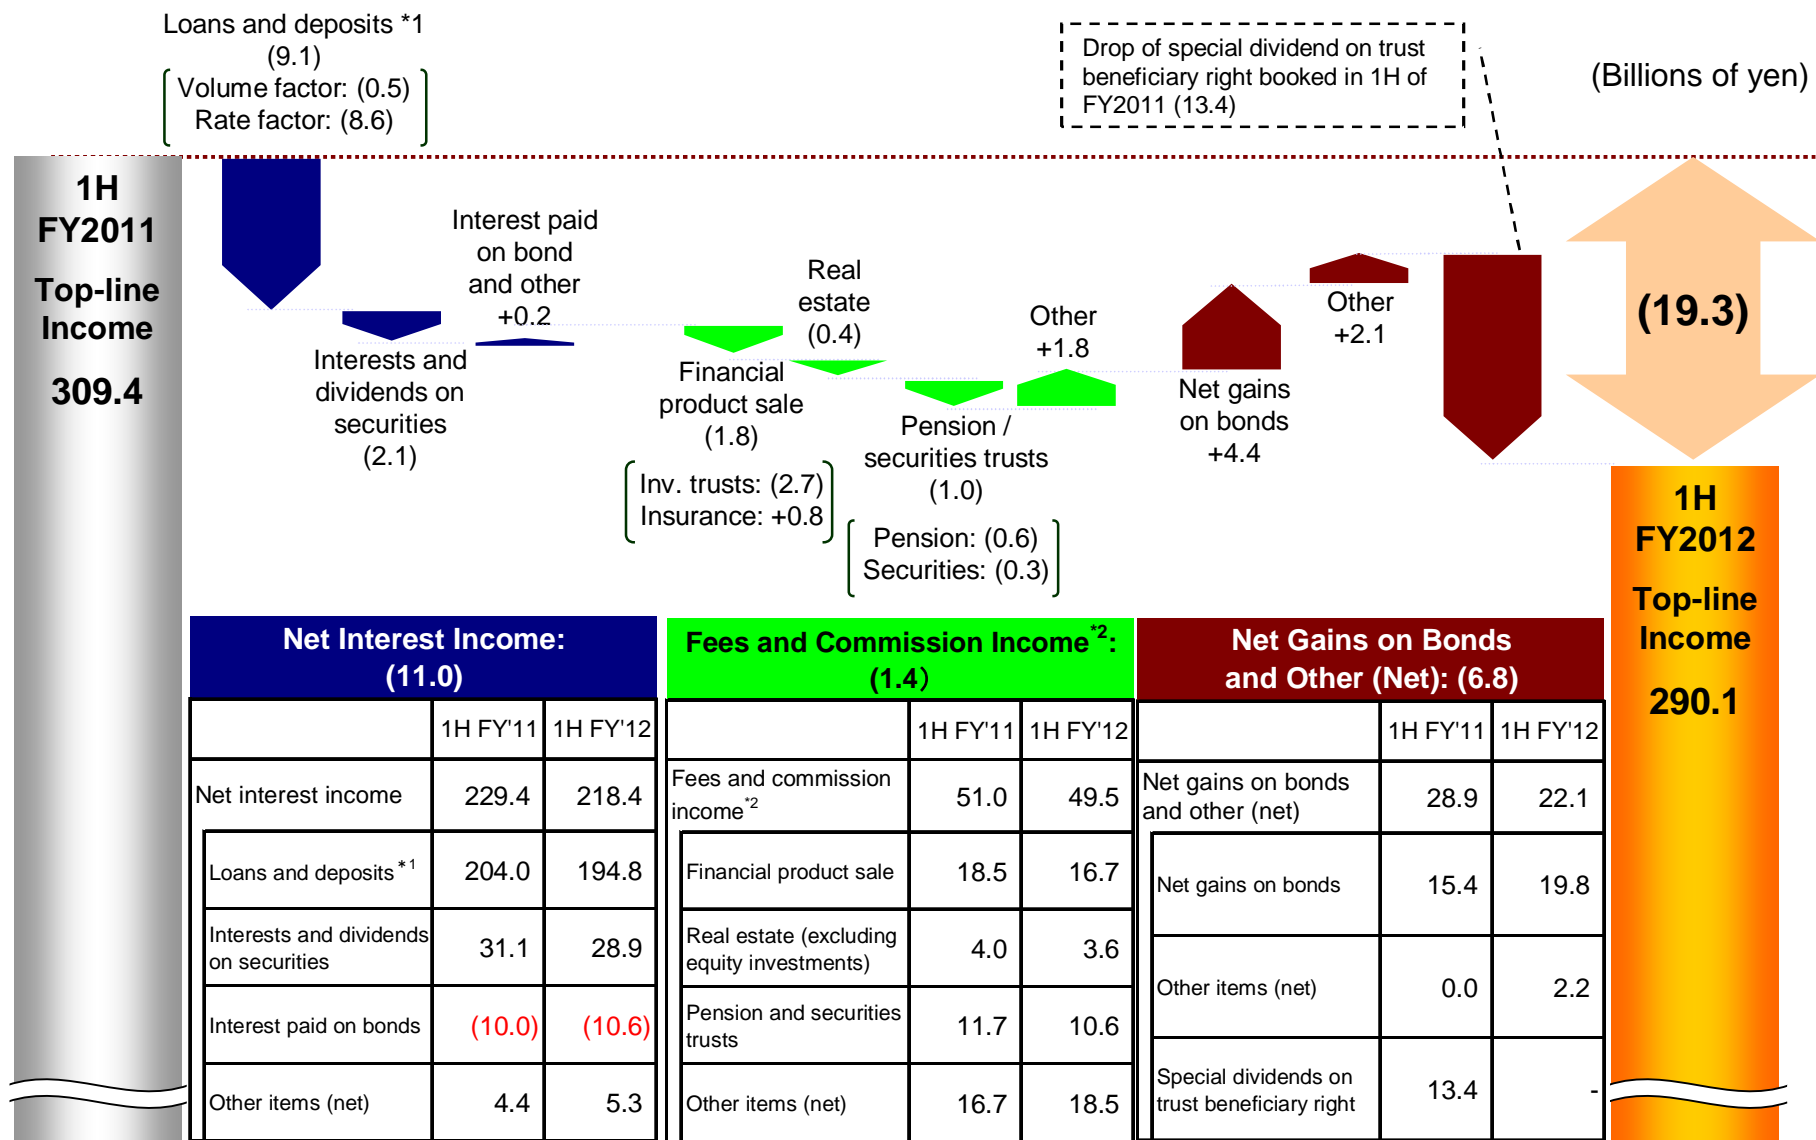 Loans and deposits *1
(9.1)
Volume factor: (0.5)
Rate factor: (8.6)
Drop of special dividend on trust
beneficiary right booked in 1H of
FY2011 (13.4)
(Billions of yen)
1H
FY2011
Top-line
Income
309.4
Interests and
dividends on
securities
(2.1)
Interest paid
on bond
and other
+0.2
Financial
product sale
(1.8)
Inv. trusts: (2.7)
Insurance: +0.8
Real
estate
(0.4)
Pension /
securities trusts
(1.0)
Pension: (0.6)
Securities: (0.3)
Other
+1.8
Net gains
on bonds
+4.4
Other
+2.1
(19.3)
1H
FY2012
Top-line
Income
290.1
Net Interest Income:
(11.0)
1H FY'11 1H FY'12
Net interest income 229.4 218.4
Loans and deposits *1 204.0 194.8
Interests and dividends
on securities 31.1 28.9
Interest paid on bonds (10.0) (10.6)
Other items (net) 4.4 5.3
Fees and Commission Income*2:
(1.4)
1H FY'11 1H FY'12
Fees and commission
income*2 51.0 49.5
Financial product sale 18.5 16.7
Real estate (excluding
equity investments) 4.0 3.6
Pension and securities
trusts 11.7 10.6
Other items (net) 16.7 18.5
Net Gains on Bonds
and Other (Net): (6.8)
1H FY'11 1H FY'12
Net gains on bonds
and other (net) 28.9 22.1
Net gains on bonds 15.4 19.8
Other items (net) 0.0 2.2
Special dividends on
trust beneficiary right 13.4 -